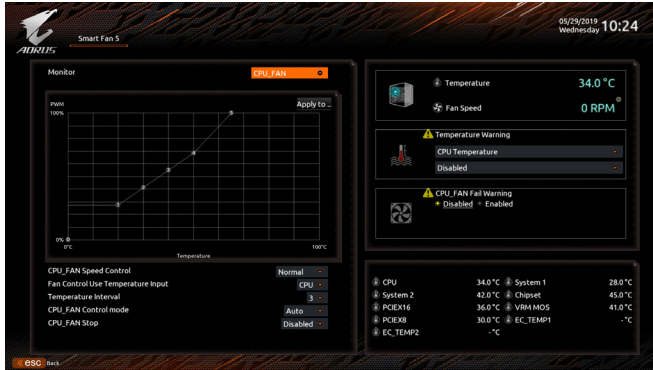 AORUS
Smart Fan 5
05/29/2019
Wednesday 10:24
Monitor CPU_FAN
PWM
100%
Apply to ...
0%
0°C 100°C
Temperature
CPU_FAN Speed Control Normal
Fan Control Use Temperature Input CPU
Temperature Interval 3
CPU_FAN Control mode Auto
CPU_FAN Stop Disabled
Temperature 34.0 °C
Fan Speed 0 RPM
Temperature Warning
CPU Temperature
Disabled
CPU_FAN Fail Warning
Disabled Enabled
CPU 34.0°C System 1 28.0°C
System 2 42.0°C Chipset 45.0°C
PCIEX16 36.0°C VRM MOS 41.0°C
PCIEX8 30.0°C EC_TEMP1 -°C
EC_TEMP2 -°C
esc Back